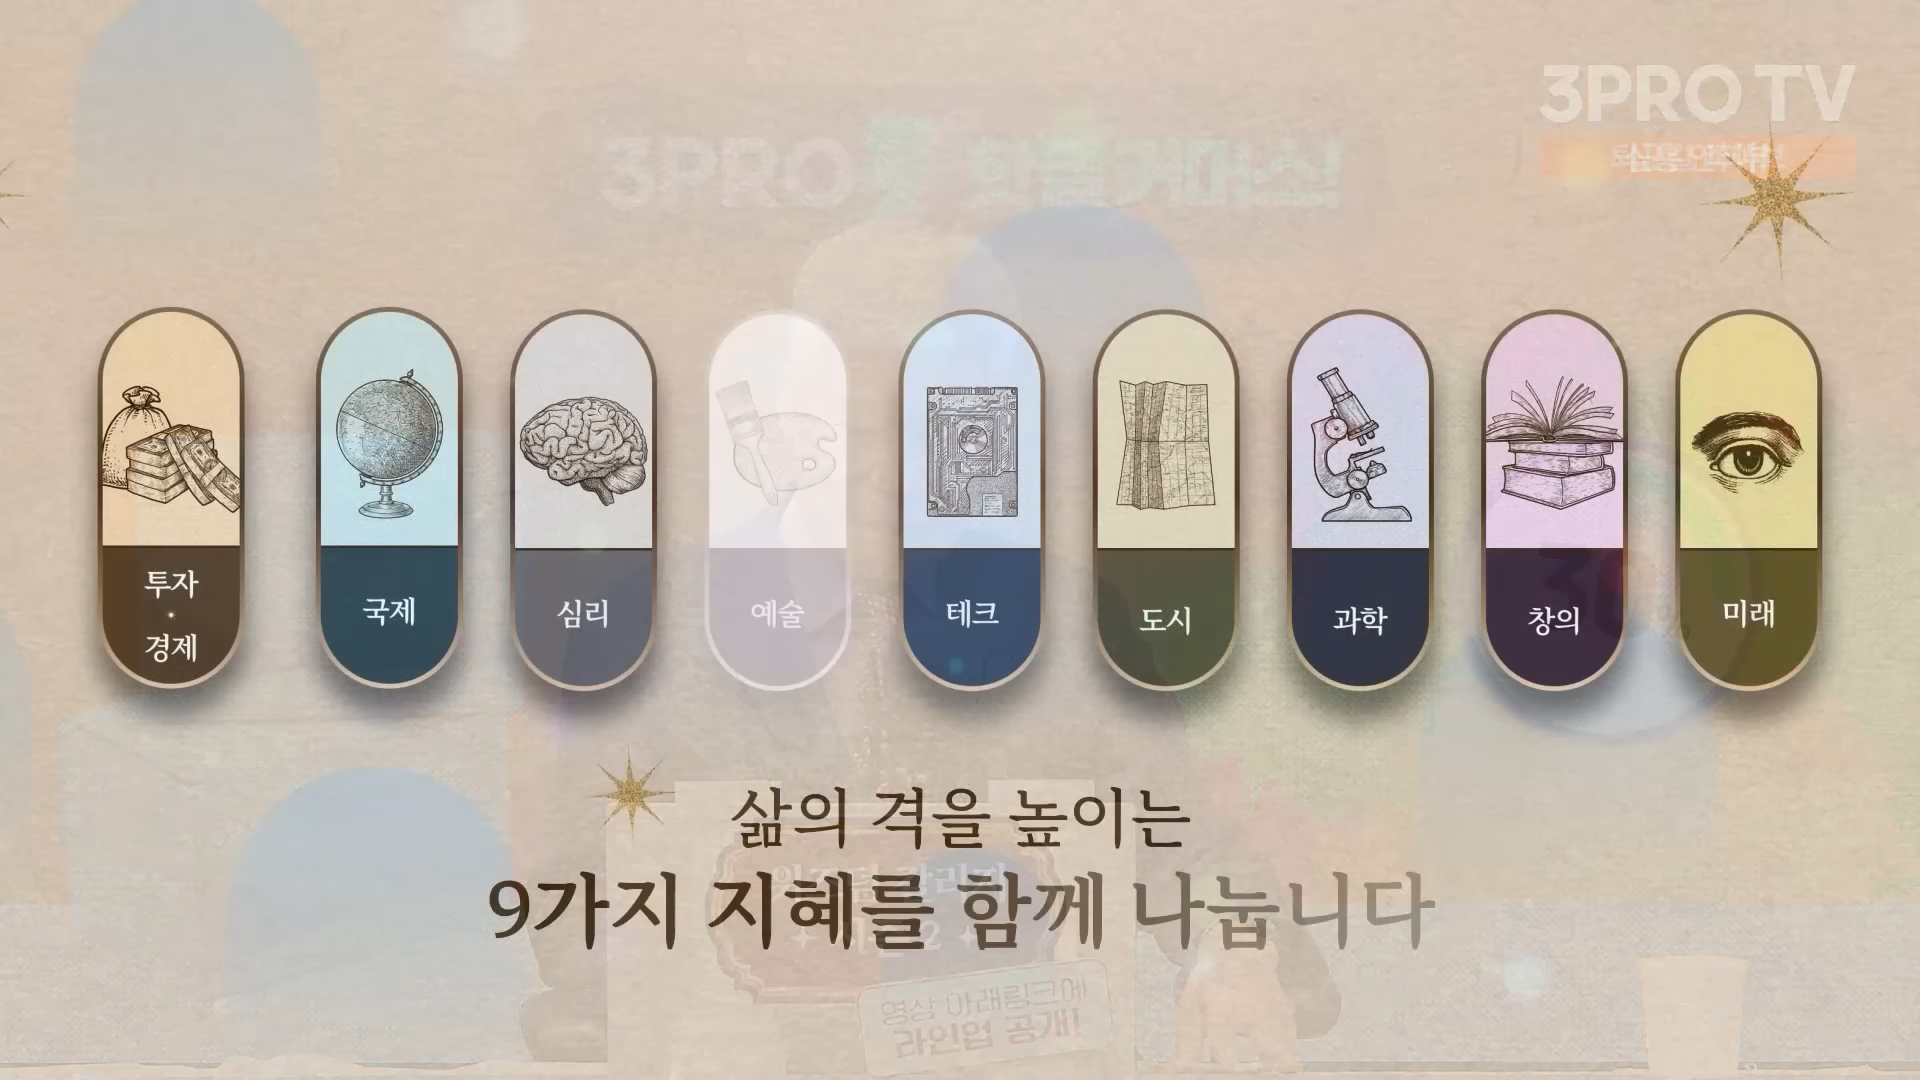 3PRO TV
3PRO
투자
경제
국제
심리
예술
테크
도시
과학
창의
미래
삶의 격을 높이는
9가지 지혜를 함께 나눕니다
영상 아래링크에
라인업 공개!